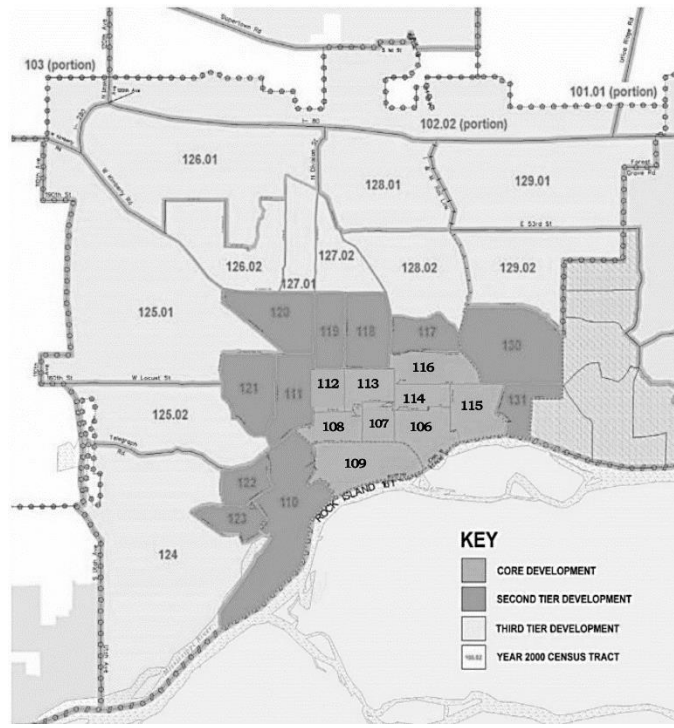 103 (portion)
101.01 (portion)
102.02 (portion)
I- 80
126.01
128.01
129.01
E 53rd St
126.02
127.02
127.01
128.02
129.02
125.01
120
119
118
117
130
116
121
111
112
113
114
115
131
W Locust St
125.02
108
107
106
Telegraph
Rd
109
122
110
123
124
ROCK ISLAND
KEY
CORE DEVELOPMENT
SECOND TIER DEVELOPMENT
THIRD TIER DEVELOPMENT
YEAR 2000 CENSUS TRACT